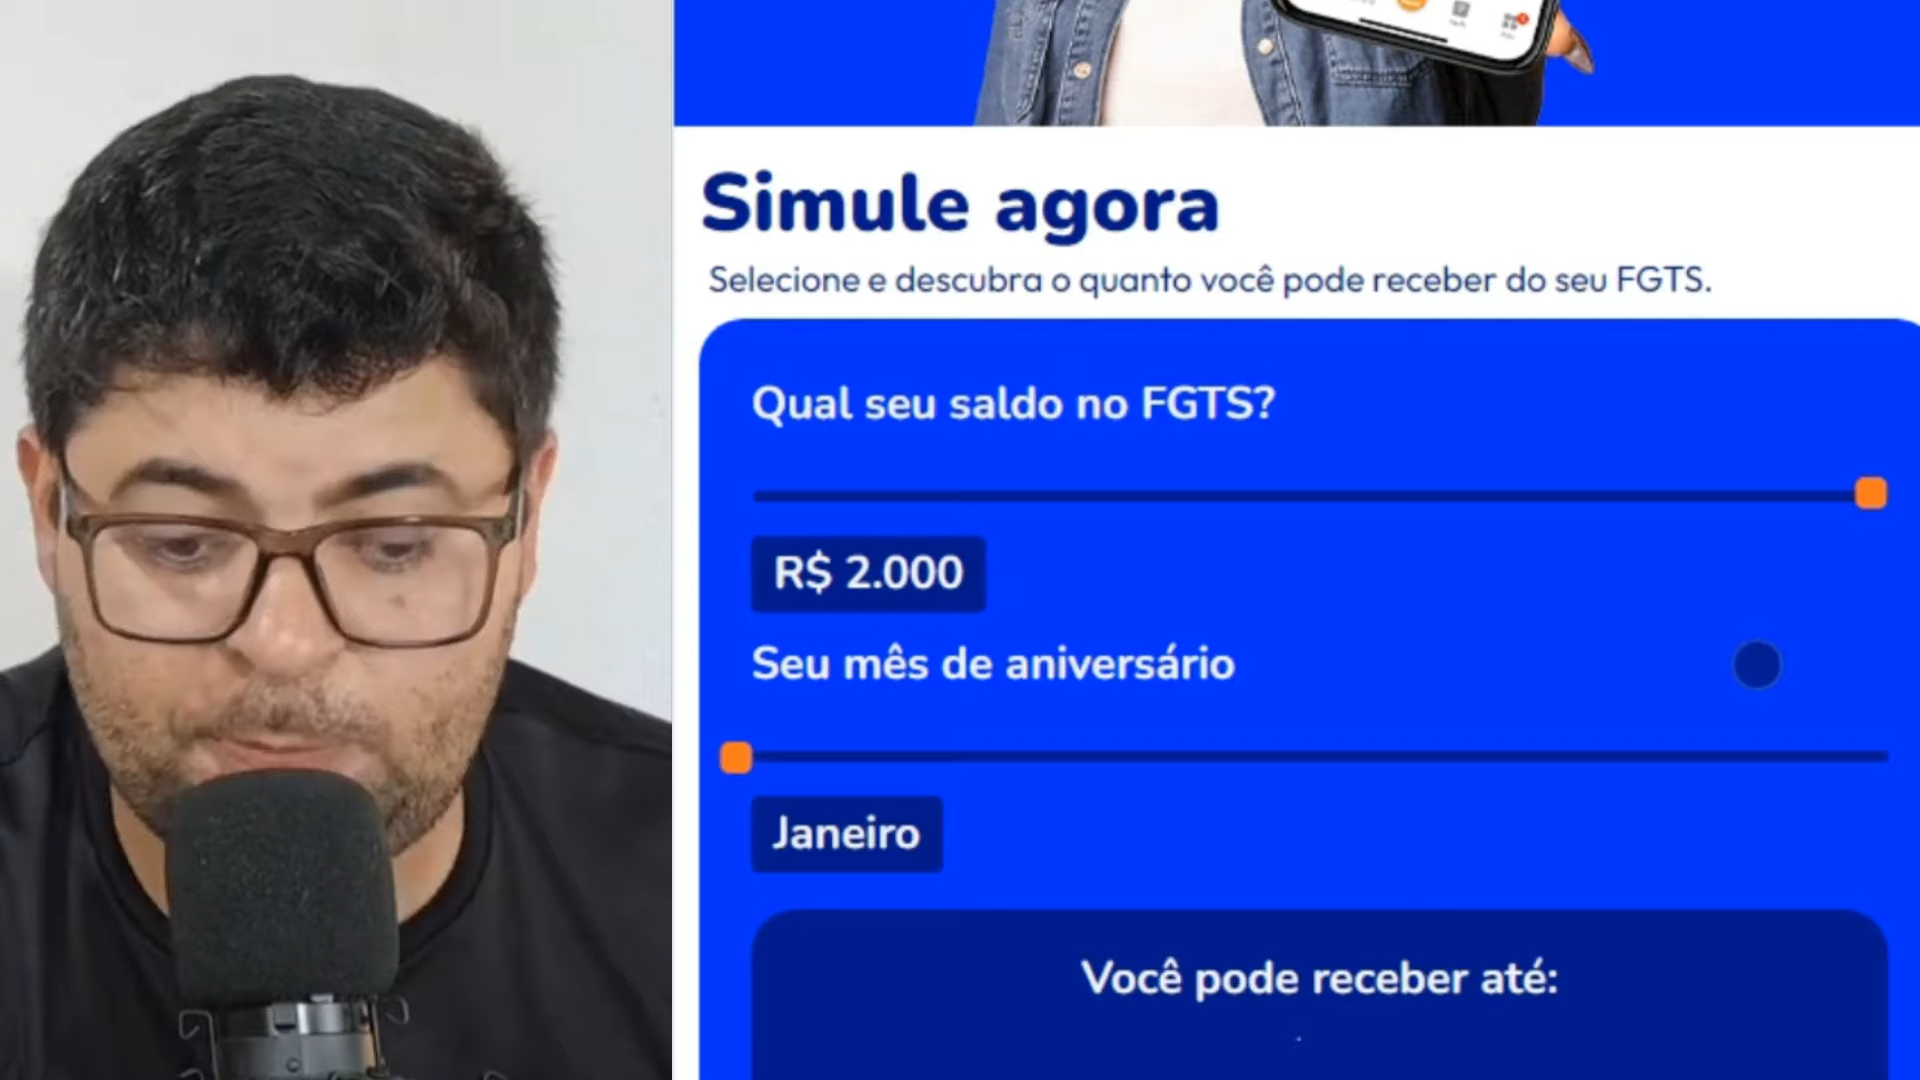 Simule agora
Selecione e descubra o quanto você pode receber do seu FGTS.
Qual seu saldo no FGTS?
R$ 2.000
Seu mês de aniversário
Janeiro
Você pode receber até: